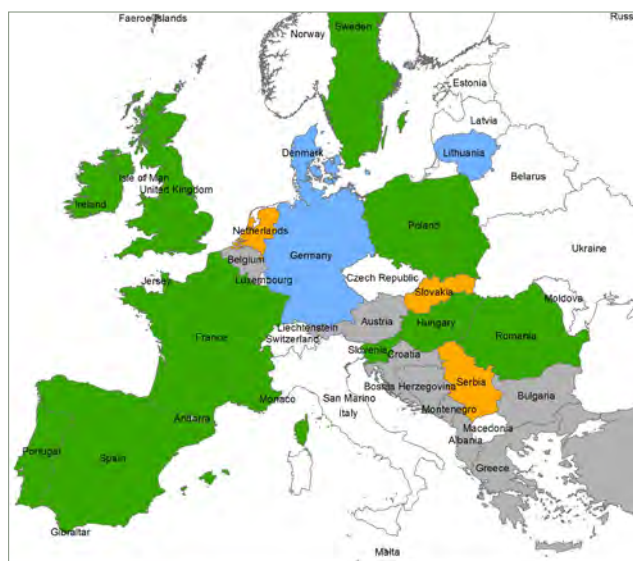 Faeroe Islands
Russ
Norway
Sweden
Estonia
Latvia
Lithuania
Denmark
Belarus
Isle of Man
United Kingdom
Ireland
Netherlands
Poland
Belgium
Germany
Ukraine
Luxembourg
Czech Republic
Jersey
Slovakia
Moldova
Liechtenstein
Austria
Switzerland
Hungary
France
Romania
Slovenia
Croatia
Bosnia Herzegovina
Serbia
Monaco
San Marino
Bulgaria
Italy
Montenegro
Andorra
Macedonia
Albania
Portugal
Spain
Greece
Gibraltar
Malta